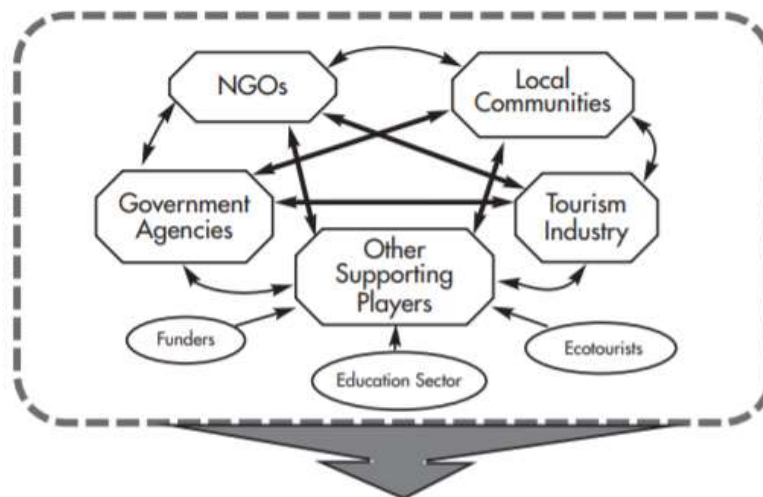 NGOs
Local
Communities
Government
Agencies
Tourism
Industry
Other
Supporting
Players
Funders
Education Sector
Ecotourists